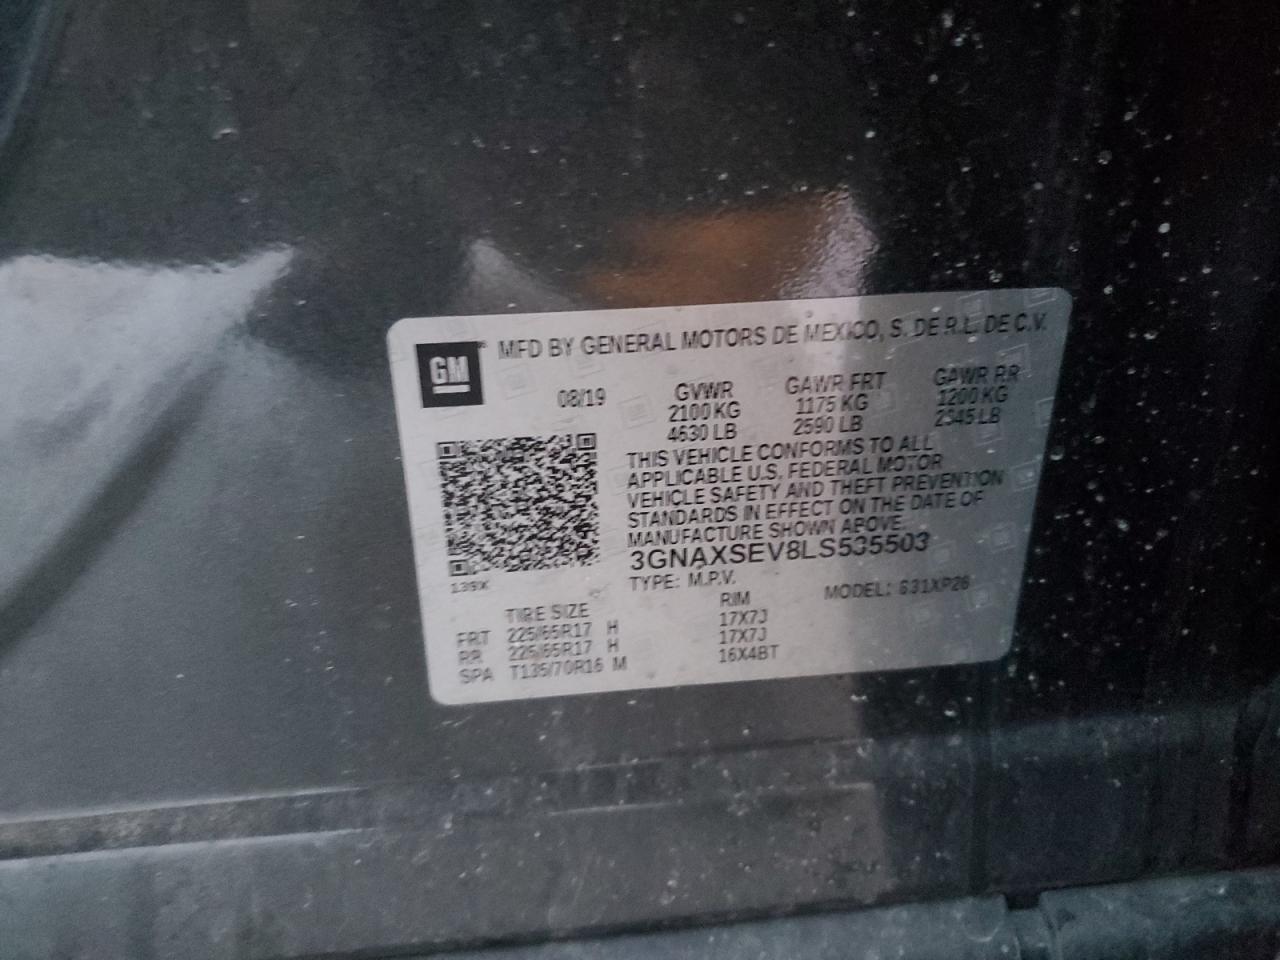 GM
MFD BY GENERAL MOTORS DE MEXICO, S. DE R.L. DE C.V.
08/19 GVWR GAWR FRT GAWR RR
2100 KG 1175 KG 1200 KG
4630 LB 2590 LB 2645 LB
THIS VEHICLE CONFORMS TO ALL
APPLICABLE U.S. FEDERAL MOTOR
VEHICLE SAFETY AND THEFT PREVENTION
STANDARDS IN EFFECT ON THE DATE OF
MANUFACTURE SHOWN ABOVE.
3GNAXSEV8LS535503
139X TYPE: M.P.V. MODEL: 631XP26
TIRE SIZE RIM
FRT 225/65R17 H 17X7J
RR 225/65R17 H 17X7J
SPA T135/70R16 M 16X4BT